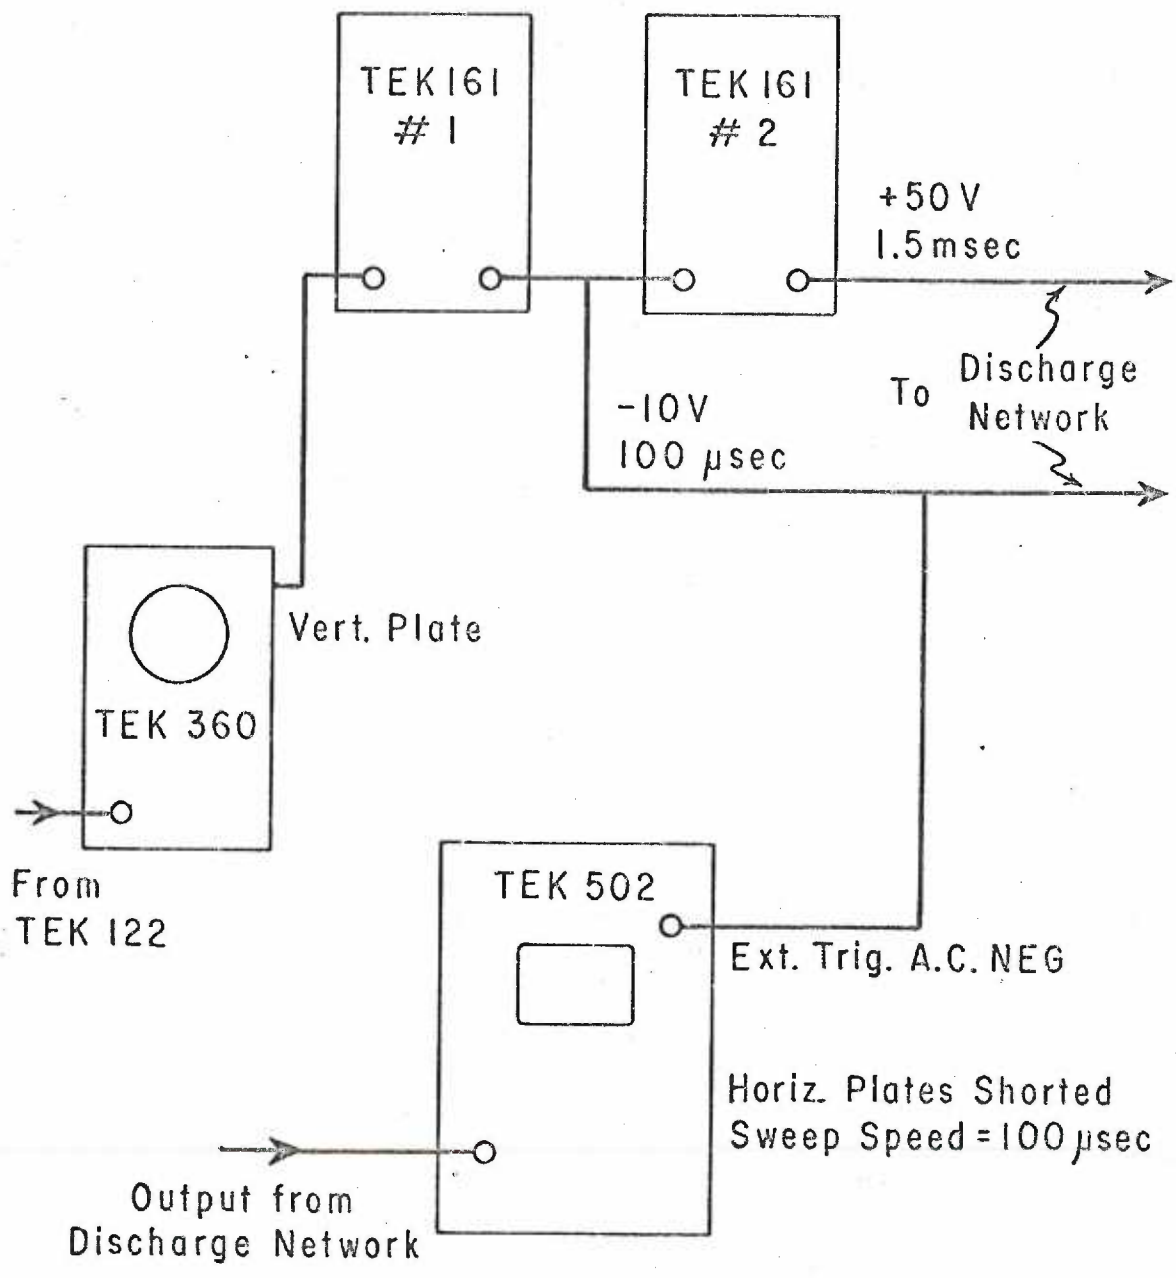 TEK 161
# 1
TEK 161
# 2
+50 V
1.5 msec
To Discharge
Network
-10V
100 μsec
Vert. Plate
TEK 360
From
TEK 122
TEK 502
Ext. Trig. A.C. NEG
Horiz. Plates Shorted
Sweep Speed = 100 μsec
Output from
Discharge Network